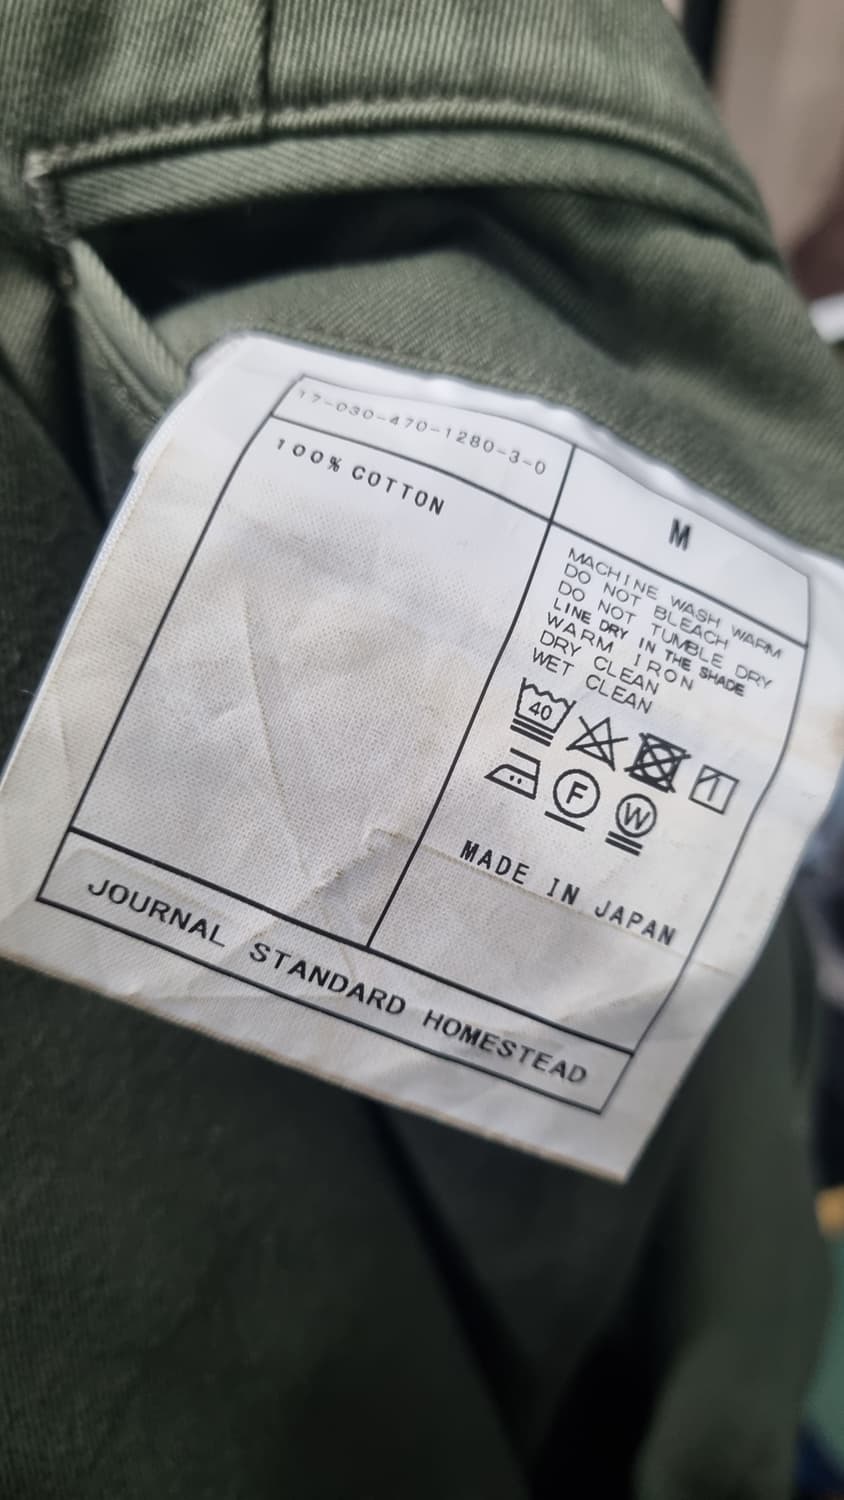 17-030-470-1280-3-0
M
100% COTTON
MACHINE WASH WARM
DO NOT BLEACH
DO NOT TUMBLE DRY
LINE DRY IN THE SHADE
WARM IRON
DRY CLEAN
WET CLEAN
40
F
W
MADE IN JAPAN
JOURNAL STANDARD HOMESTEAD